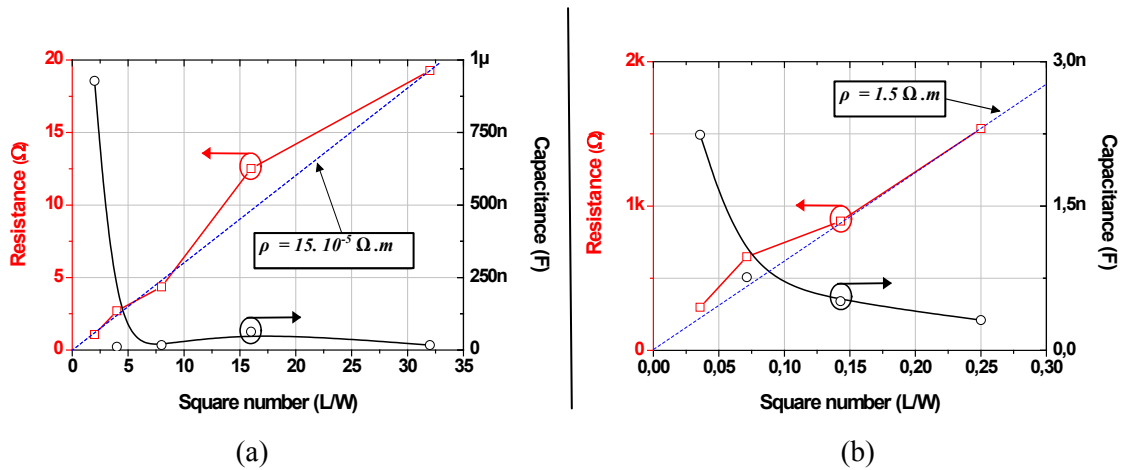 20
15
10
5
0
Resistance (Ω)
1µ
750n
500n
250n
0
Capacitance (F)
ρ = 15. 10⁻⁵ Ω .m
0 5 10 15 20 25 30 35
Square number (L/W)
(a)
2k
1k
0
Resistance (Ω)
3,0n
1,5n
0,0
Capacitance (F)
ρ = 1.5 Ω .m
0,00 0,05 0,10 0,15 0,20 0,25 0,30
Square number (L/W)
(b)